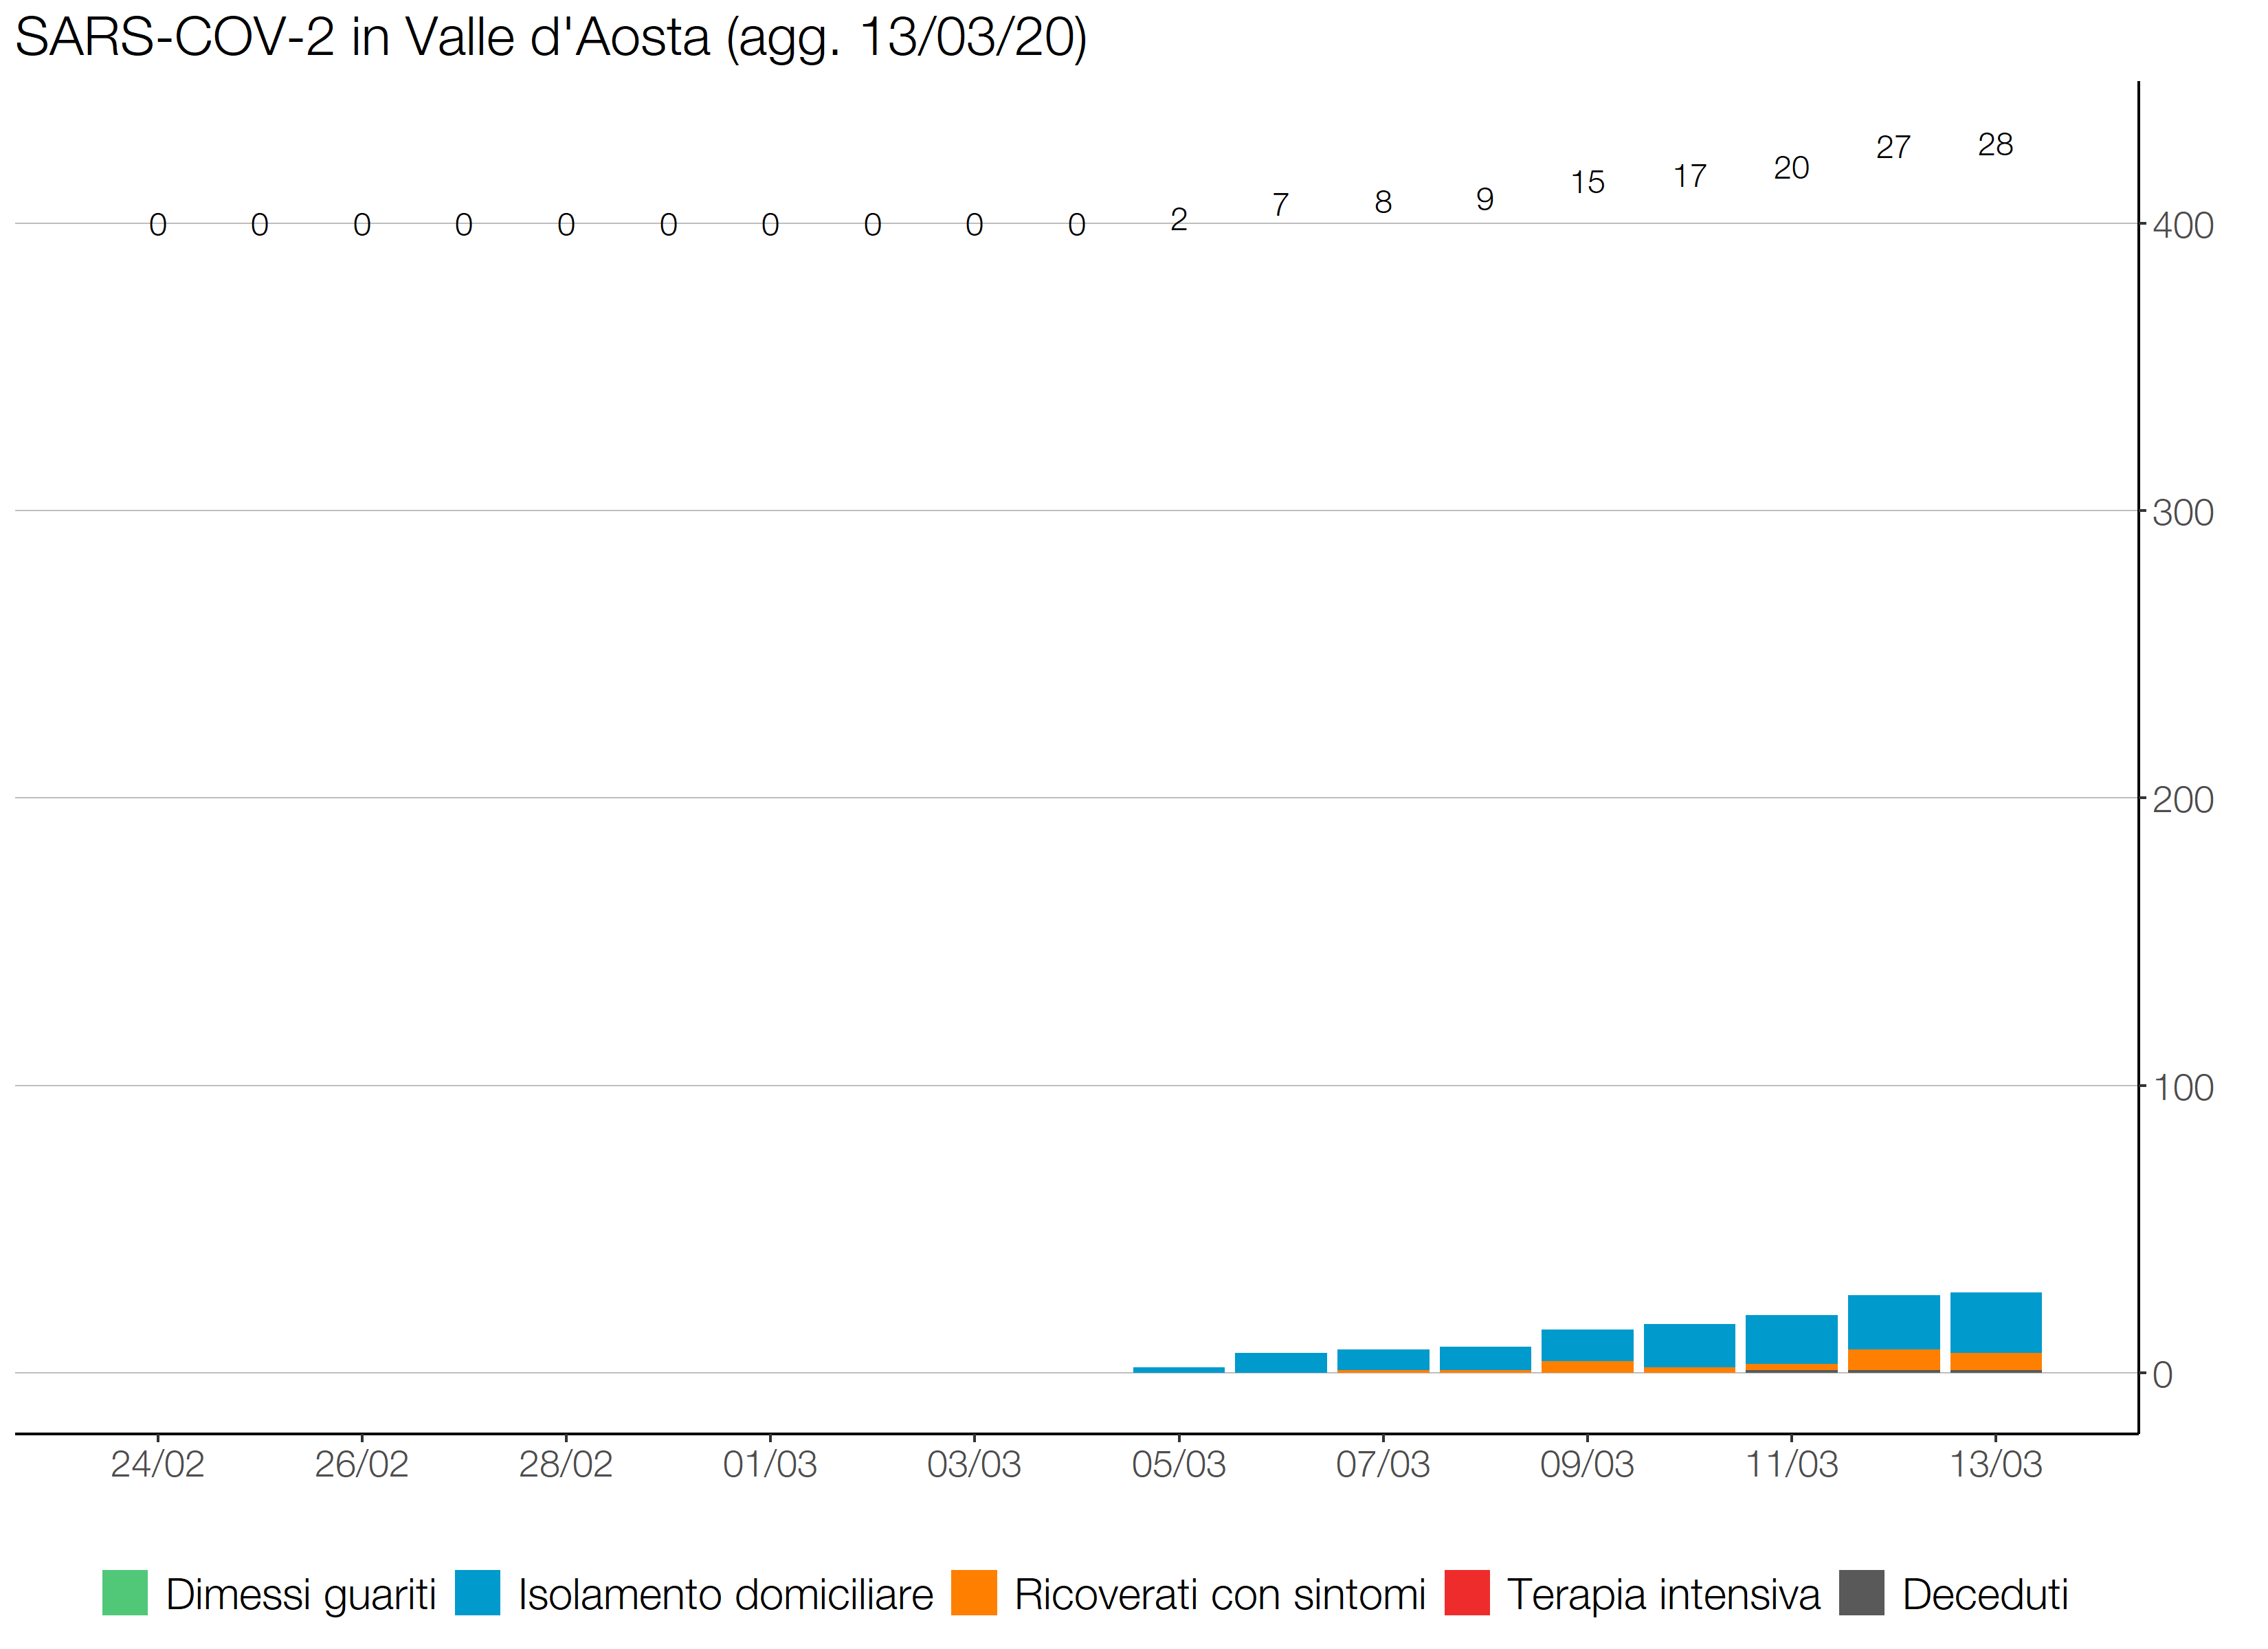 SARS-COV-2 in Valle d'Aosta (agg. 13/03/20)
0 0 0 0 0 0 0 0 0 0 2 7 8 9 15 17 20 27 28
400
300
200
100
0
24/02 26/02 28/02 01/03 03/03 05/03 07/03 09/03 11/03 13/03
Dimessi guariti Isolamento domiciliare Ricoverati con sintomi Terapia intensiva Deceduti